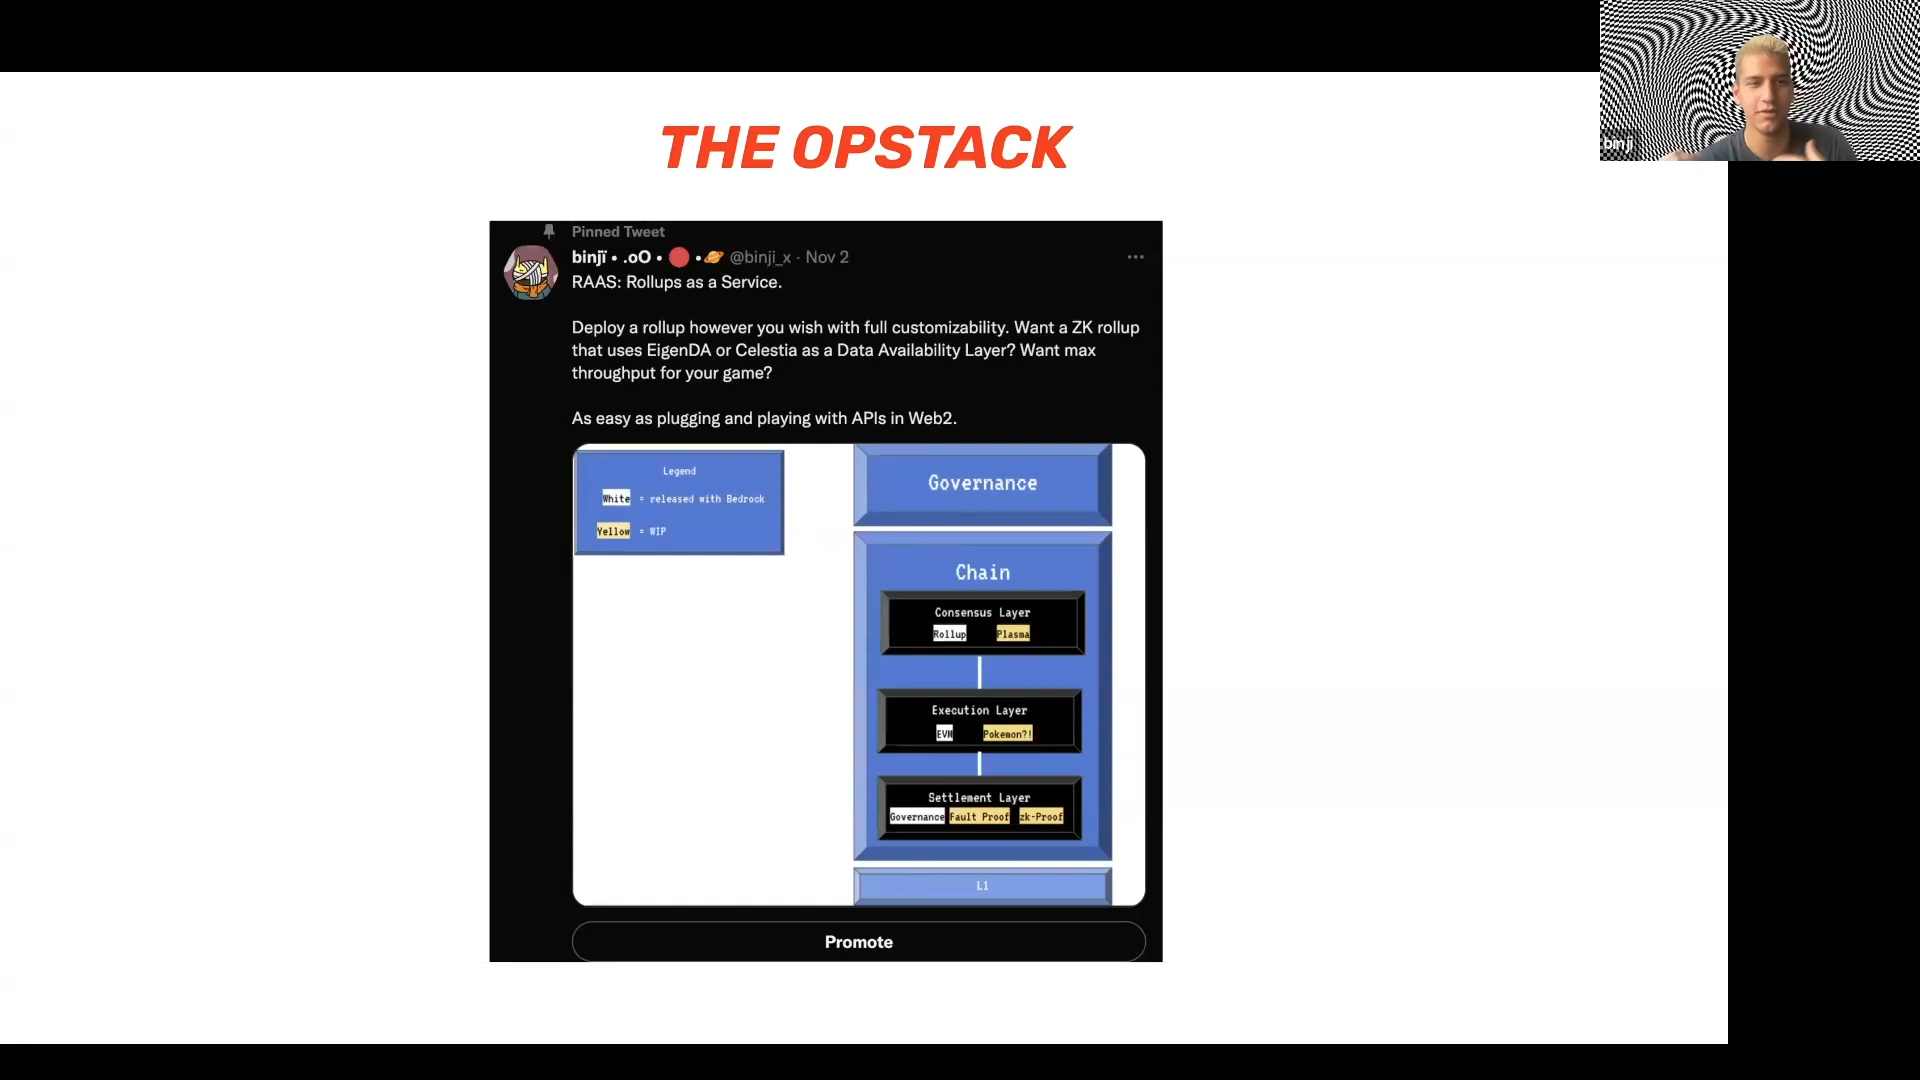 THE OPSTACK
binji
Pinned Tweet
binjï • .oO • 🔴 •🪐 @binji_x · Nov 2
RAAS: Rollups as a Service.
Deploy a rollup however you wish with full customizability. Want a ZK rollup
that uses EigenDA or Celestia as a Data Availability Layer? Want max
throughput for your game?
As easy as plugging and playing with APIs in Web2.
Legend
White = released with Bedrock
Yellow = WIP
Governance
Chain
Consensus Layer
Rollup Plasma
Execution Layer
EVM Pokemon?!
Settlement Layer
Governance Fault Proof zk-Proof
L1
Promote